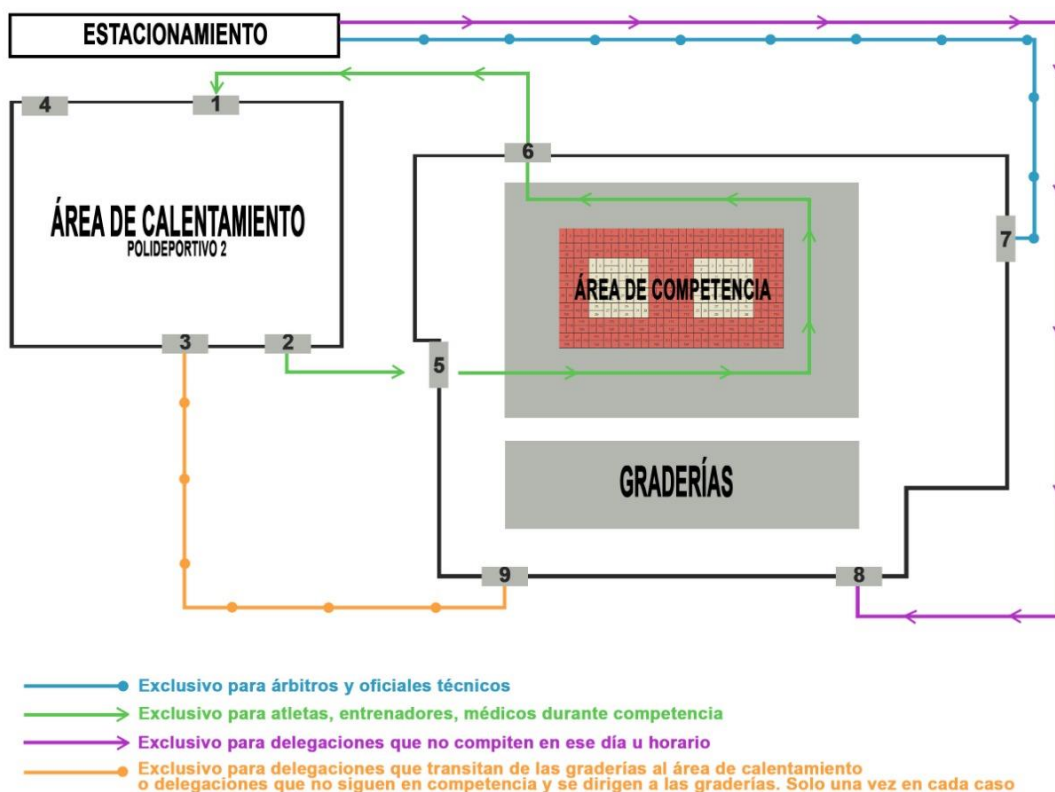 ESTACIONAMIENTO
4
1
6
ÁREA DE CALENTAMIENTO
POLIDEPORTIVO 2
7
ÁREA DE COMPETENCIA
3
2
5
GRADERÍAS
9
8
Exclusivo para árbitros y oficiales técnicos
Exclusivo para atletas, entrenadores, médicos durante competencia
Exclusivo para delegaciones que no compiten en ese día u horario
Exclusivo para delegaciones que transitan de las graderías al área de calentamiento
o delegaciones que no siguen en competencia y se dirigen a las graderías. Solo una vez en cada caso